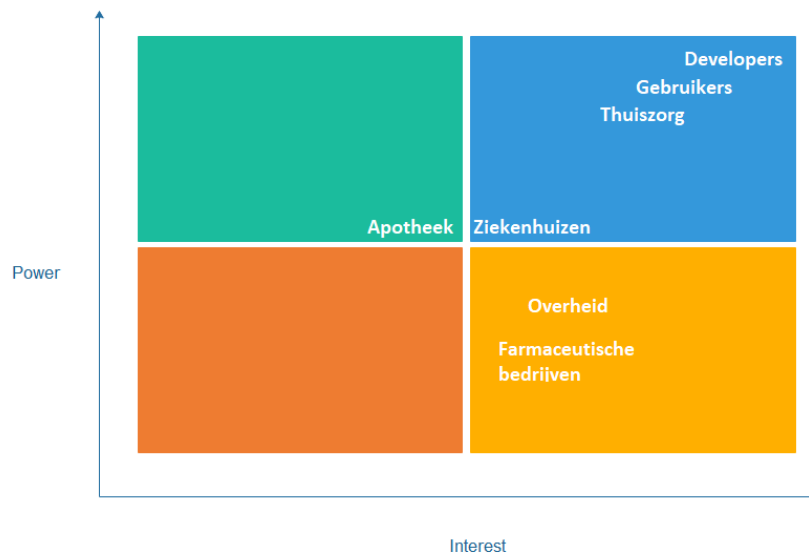 Developers
Gebruikers
Thuiszorg
Apotheek
Ziekenhuizen
Power
Overheid
Farmaceutische
bedrijven
Interest